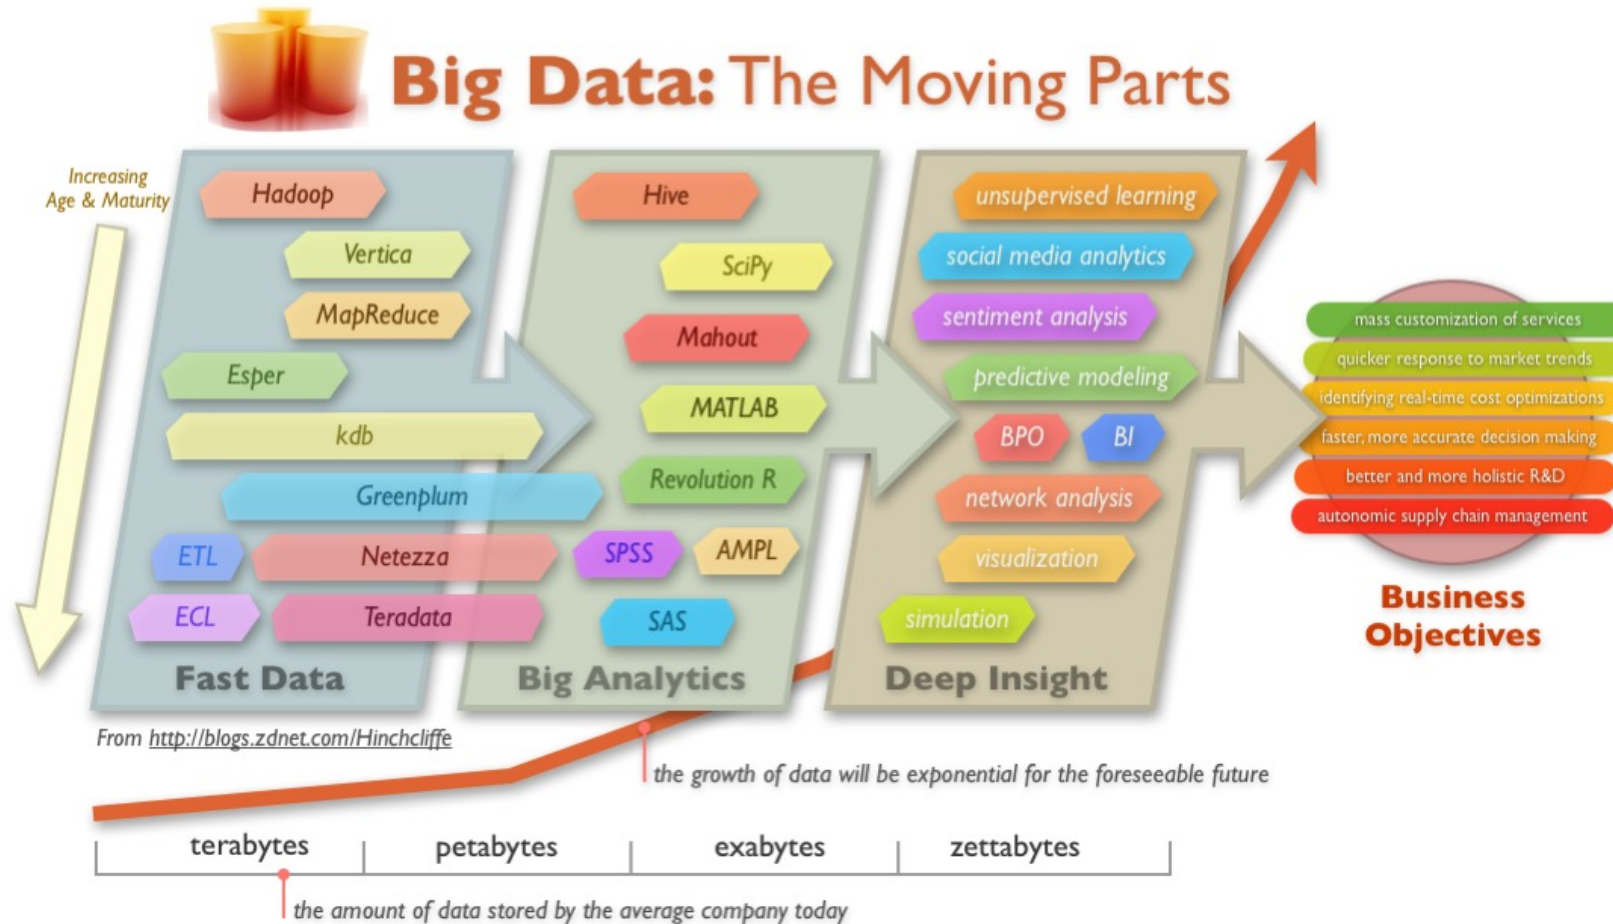 Big Data: The Moving Parts
Increasing
Age & Maturity
Hadoop
Vertica
MapReduce
Esper
kdb
Greenplum
ETL
Netezza
ECL
Teradata
Fast Data
Hive
SciPy
Mahout
MATLAB
Revolution R
SPSS
AMPL
SAS
Big Analytics
unsupervised learning
social media analytics
sentiment analysis
predictive modeling
BPO
BI
network analysis
visualization
simulation
Deep Insight
mass customization of services
quicker response to market trends
identifying real-time cost optimizations
faster, more accurate decision making
better and more holistic R&D
autonomic supply chain management
Business
Objectives
From http://blogs.zdnet.com/Hinchcliffe
the growth of data will be exponential for the foreseeable future
terabytes
petabytes
exabytes
zettabytes
the amount of data stored by the average company today